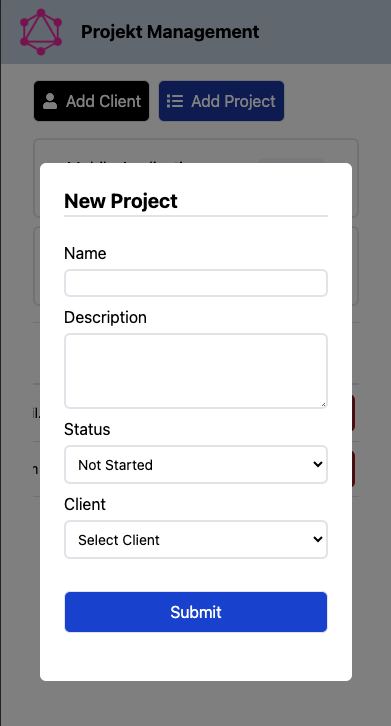 Projekt Management
Add Client
Add Project
New Project
Name
Description
Status
Not Started
Client
Select Client
Submit